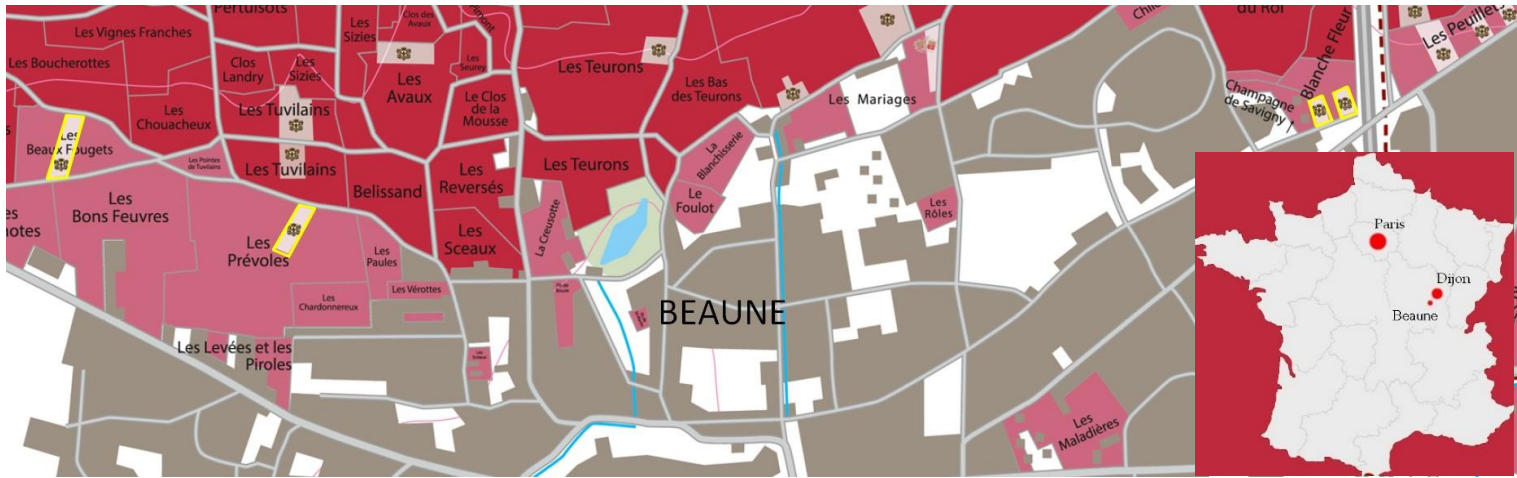 Pertuisots
Les Vignes Franches
Les Boucherottes
Clos
Landry
Les
Sizies
Les
Sizies
Clos des
Avaux
Les
Avaux
Les
Seurey
Le Clos
de la
Mousse
Les
Chouacheux
Les Tuvilains
Les Tuvilains
Les
Beaux Fougets
Les Pointes
de Tuvilains
Belissand
Les
Reversés
Les
Sceaux
Les Teurons
Les Teurons
Les Bas
des Teurons
Les Mariages
La
Blanchisserie
Le
Foulot
La Creusotte
Les
Rôles
Les
Bons Feuvres
Les
Prévoles
Les
Paules
Les Vérottes
Les
Chardonnereux
Les Levées et les
Piroles
BEAUNE
Les
Maladières
du Roi
Blanche Fleur
Champagne
de Savigny
Les Peuillets
Paris
Dijon
Beaune